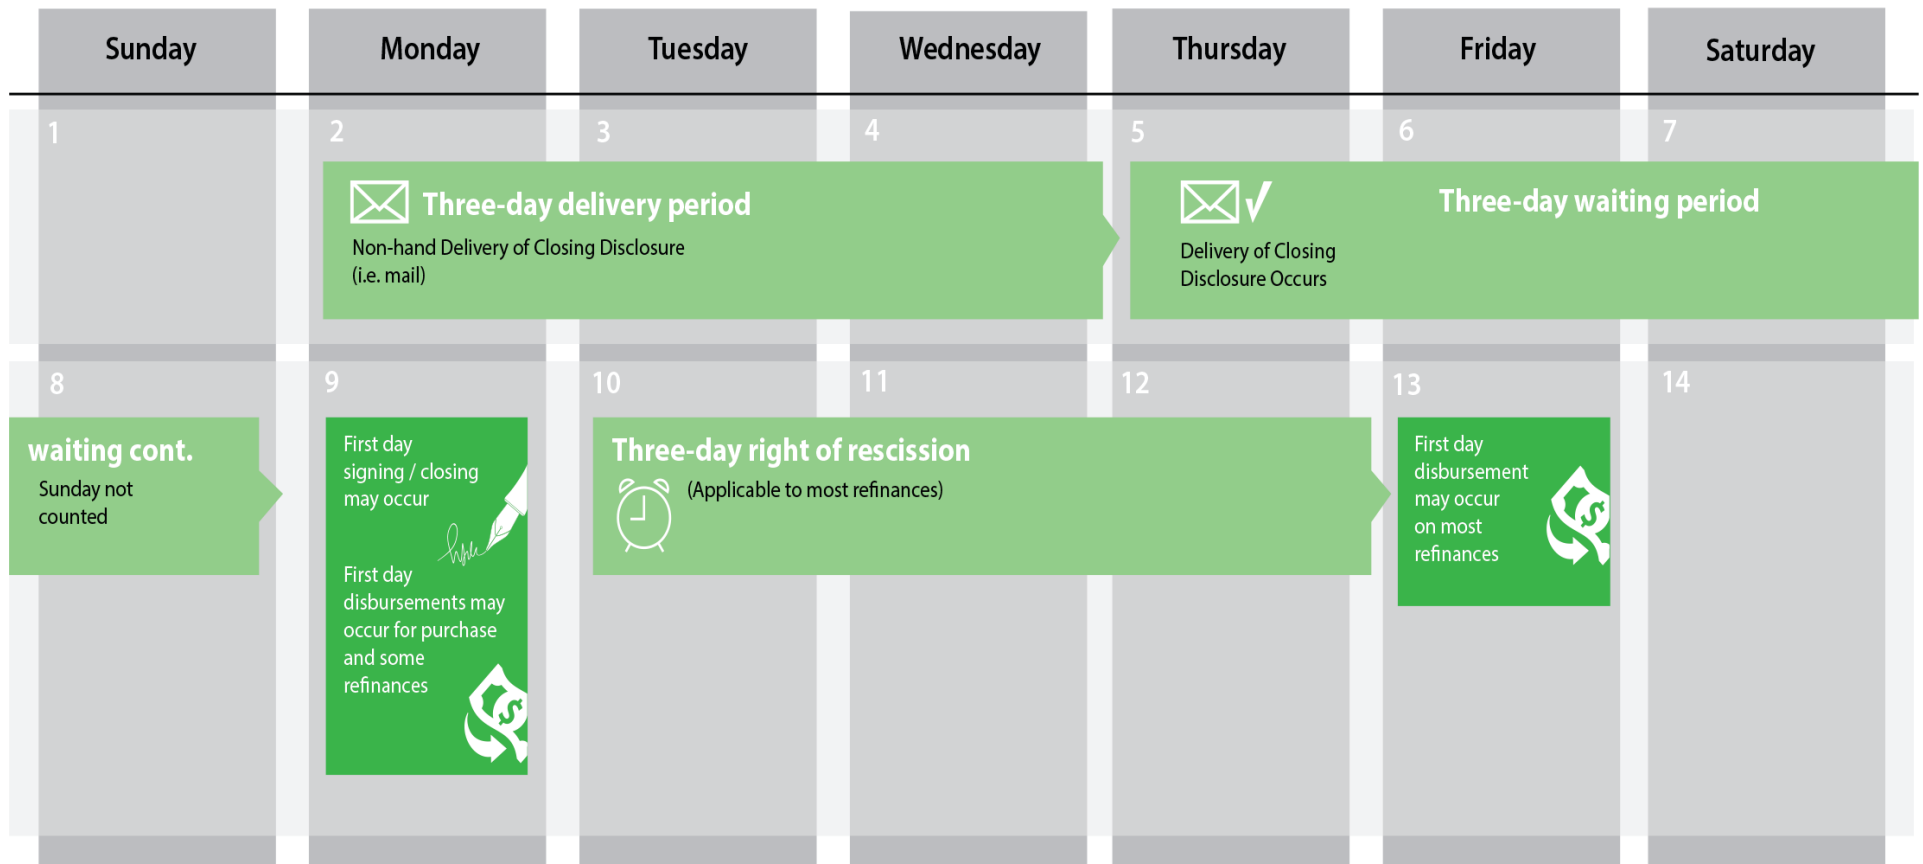 Sunday
Monday
Tuesday
Wednesday
Thursday
Friday
Saturday
1
2
3
4
5
6
7
Three-day delivery period
Non-hand Delivery of Closing Disclosure
(i.e. mail)
Three-day waiting period
Delivery of Closing
Disclosure Occurs
8
9
10
11
12
13
14
waiting cont.
Sunday not
counted
First day
signing / closing
may occur
First day
disbursements may
occur for purchase
and some
refinances
$
Three-day right of rescission
(Applicable to most refinances)
First day
disbursement
may occur
on most
refinances
$